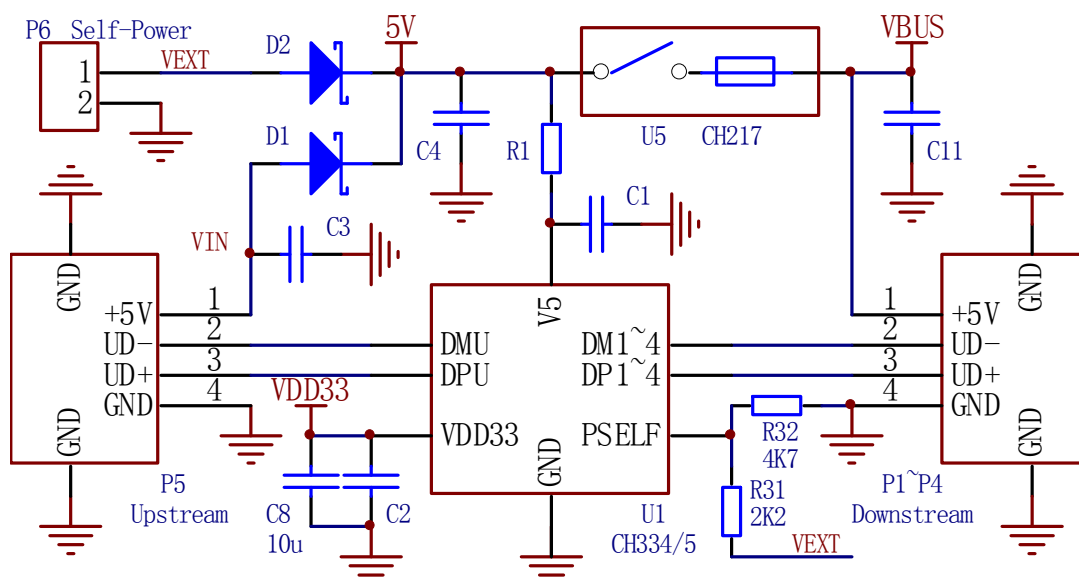 P6 Self-Power
5V
VBUS
D2
VEXT
1
2
D1
C4
R1
U5 CH217
C11
C1
C3
VIN
GND
GND
1
+5V
V5
1
+5V
2
UD-
DMU
DM1~4
2
UD-
3
UD+
DPU
DP1~4
3
UD+
4
GND
VDD33
4
GND
VDD33
PSELF
R32
4K7
GND
GND
GND
P5
Upstream
C8
10u
C2
U1
CH334/5
R31
2K2
VEXT
P1~P4
Downstream